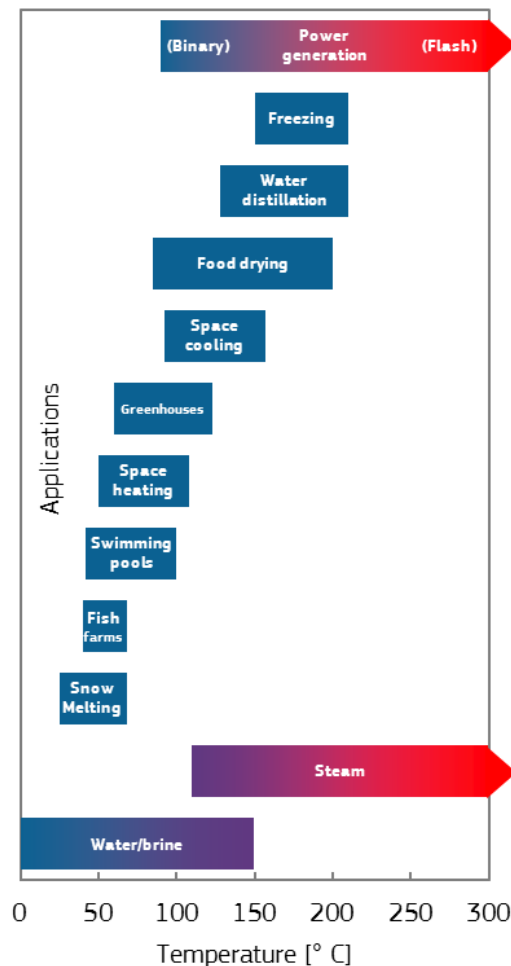 (Binary) Power (Flash)
generation
Freezing
Water
distillation
Food drying
Space
cooling
Greenhouses
Space
heating
Swimming
pools
Fish
farms
Snow
Melting
Steam
Water/brine
Applications
0 50 100 150 200 250 300
Temperature [° C]